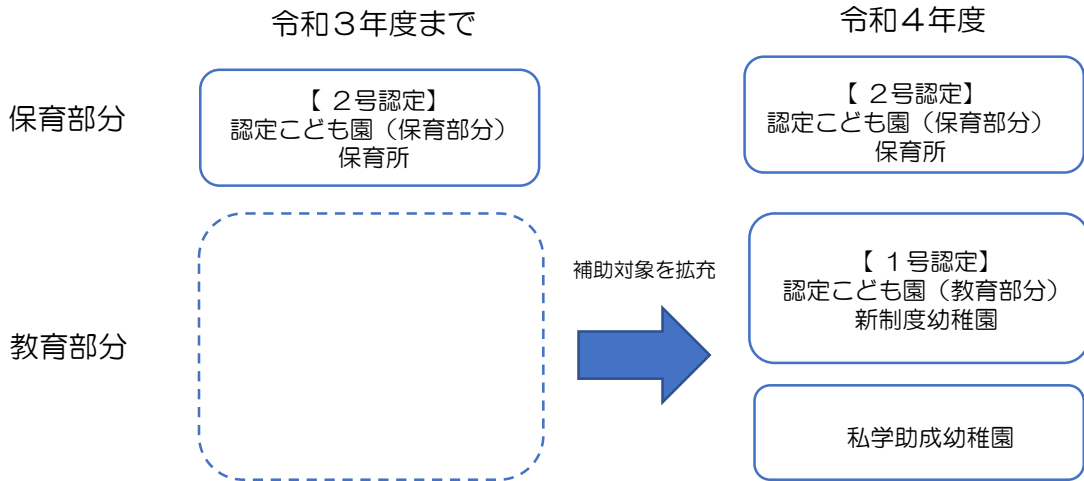 令和３年度まで
令和４年度
保育部分
【 ２号認定】
認定こども園（保育部分）
保育所
【 ２号認定】
認定こども園（保育部分）
保育所
教育部分
補助対象を拡充
【 １号認定】
認定こども園（教育部分）
新制度幼稚園
私学助成幼稚園